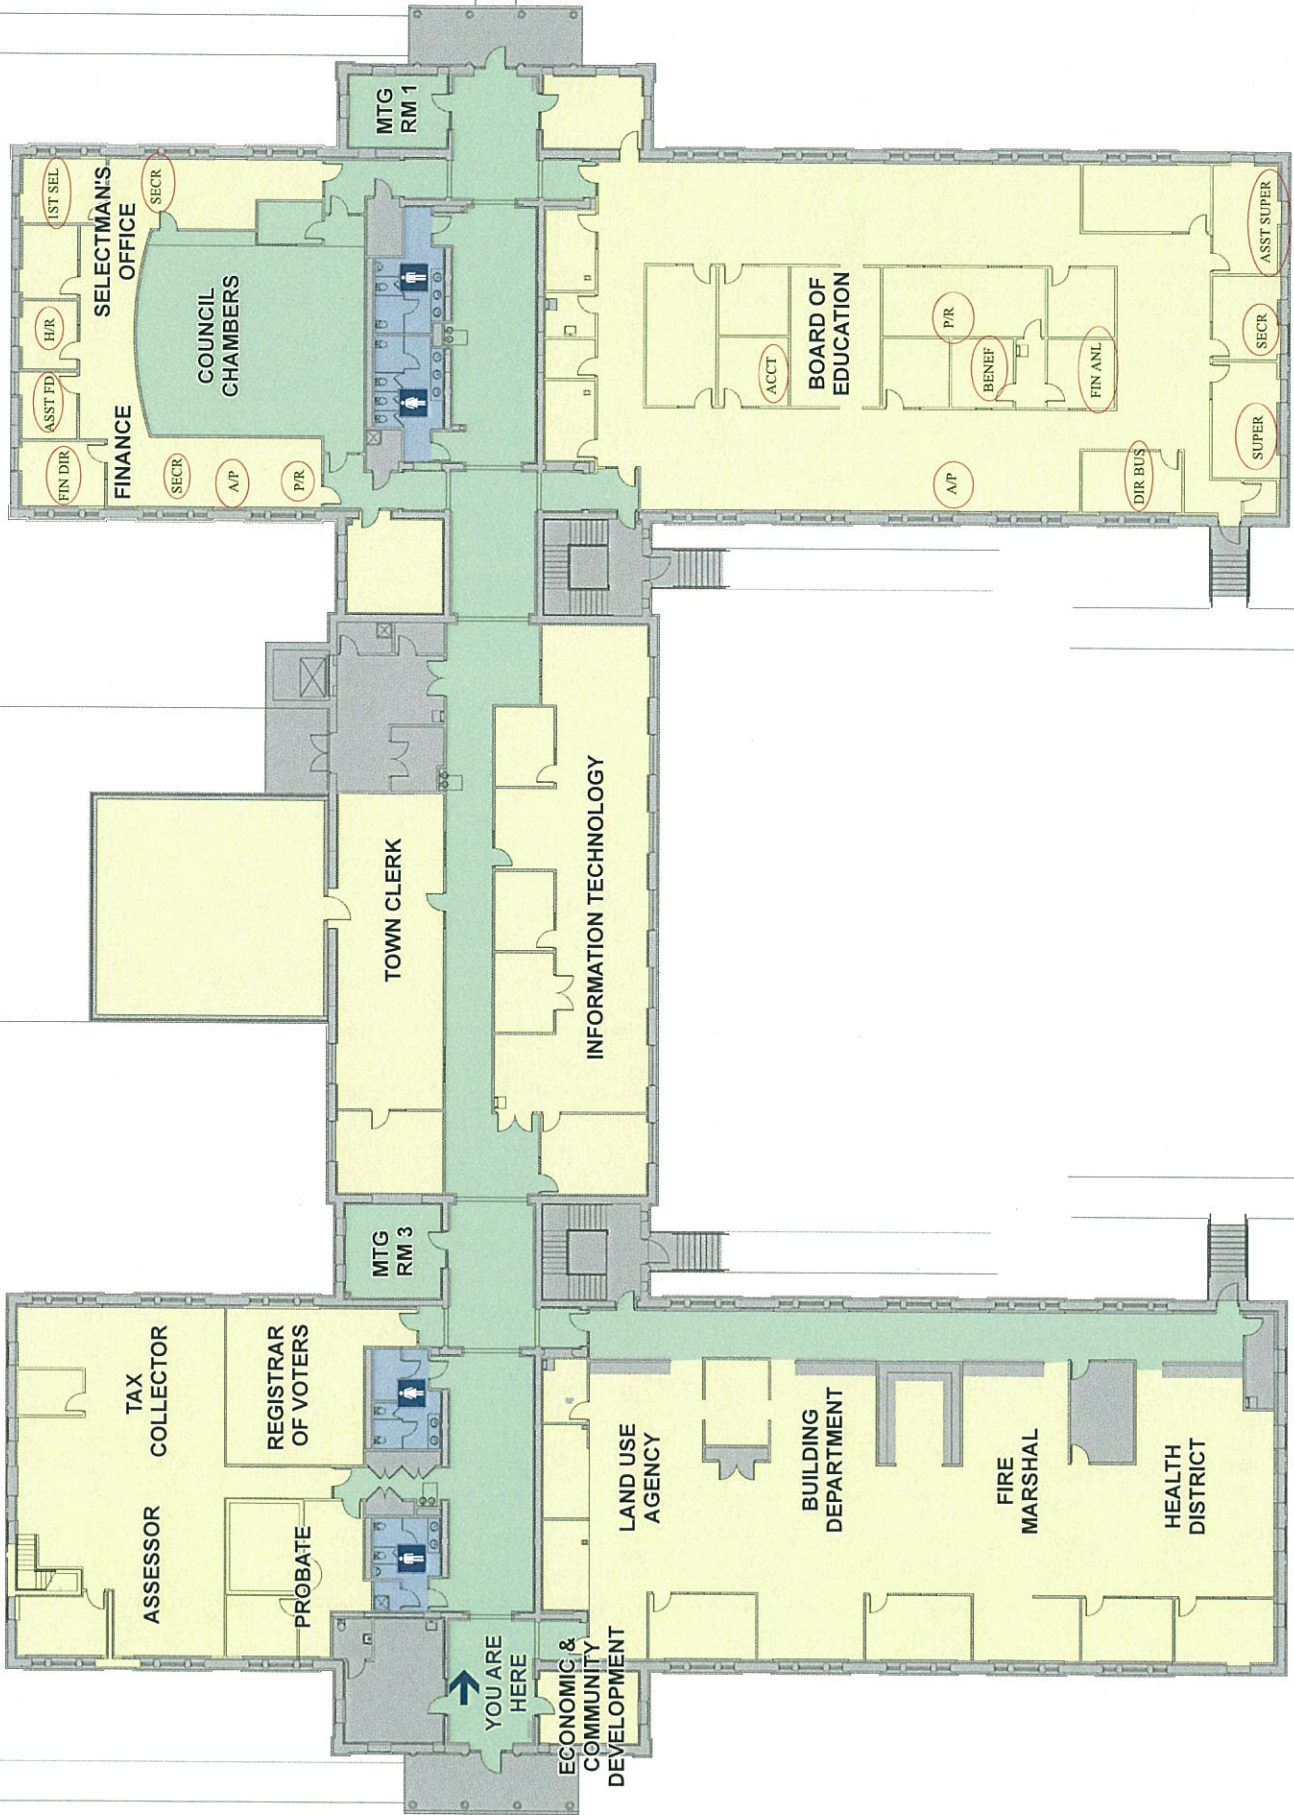 ECONOMIC &
COMMUNITY
DEVELOPMENT
YOU ARE
HERE
PROBATE
ASSESSOR
TAX
COLLECTOR
REGISTRAR
OF VOTERS
LAND USE
AGENCY
BUILDING
DEPARTMENT
FIRE
MARSHAL
HEALTH
DISTRICT
MTG
RM 3
TOWN CLERK
INFORMATION TECHNOLOGY
FINANCE
FIN DIR
ASST FD
H/R
1ST SEL
SELECTMAN'S
OFFICE
SECR
SECR
A/P
P/R
COUNCIL
CHAMBERS
MTG
RM 1
BOARD OF
EDUCATION
ACCT
P/R
BENEF
FIN ANL
A/P
DIR BUS
SUPER
SECR
ASST SUPER